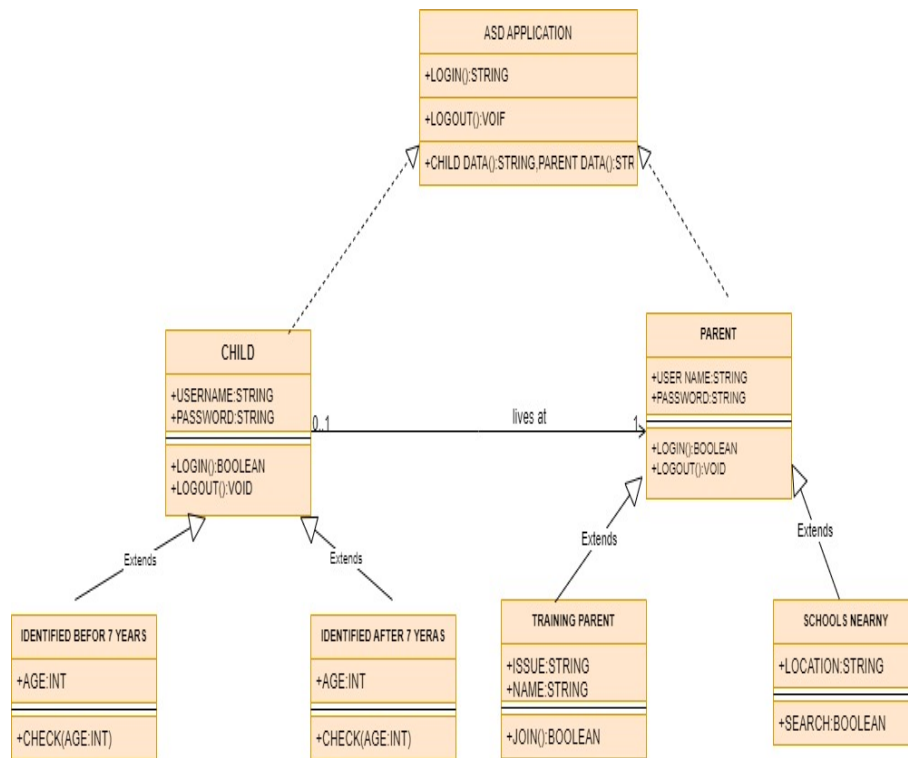 ASD APPLICATION
+LOGIN():STRING
+LOGOUT():VOIF
+CHILD DATA():STRING,PARENT DATA():STR
CHILD
+USERNAME:STRING
+PASSWORD:STRING
+LOGIN():BOOLEAN
+LOGOUT():VOID
0..1
lives at
1
PARENT
+USER NAME:STRING
+PASSWORD:STRING
+LOGIN():BOOLEAN
+LOGOUT():VOID
Extends
Extends
Extends
Extends
IDENTIFIED BEFOR 7 YEARS
+AGE:INT
+CHECK(AGE:INT)
IDENTIFIED AFTER 7 YERAS
+AGE:INT
+CHECK(AGE:INT)
TRAINING PARENT
+ISSUE:STRING
+NAME:STRING
+JOIN():BOOLEAN
SCHOOLS NEARNY
+LOCATION:STRING
+SEARCH:BOOLEAN